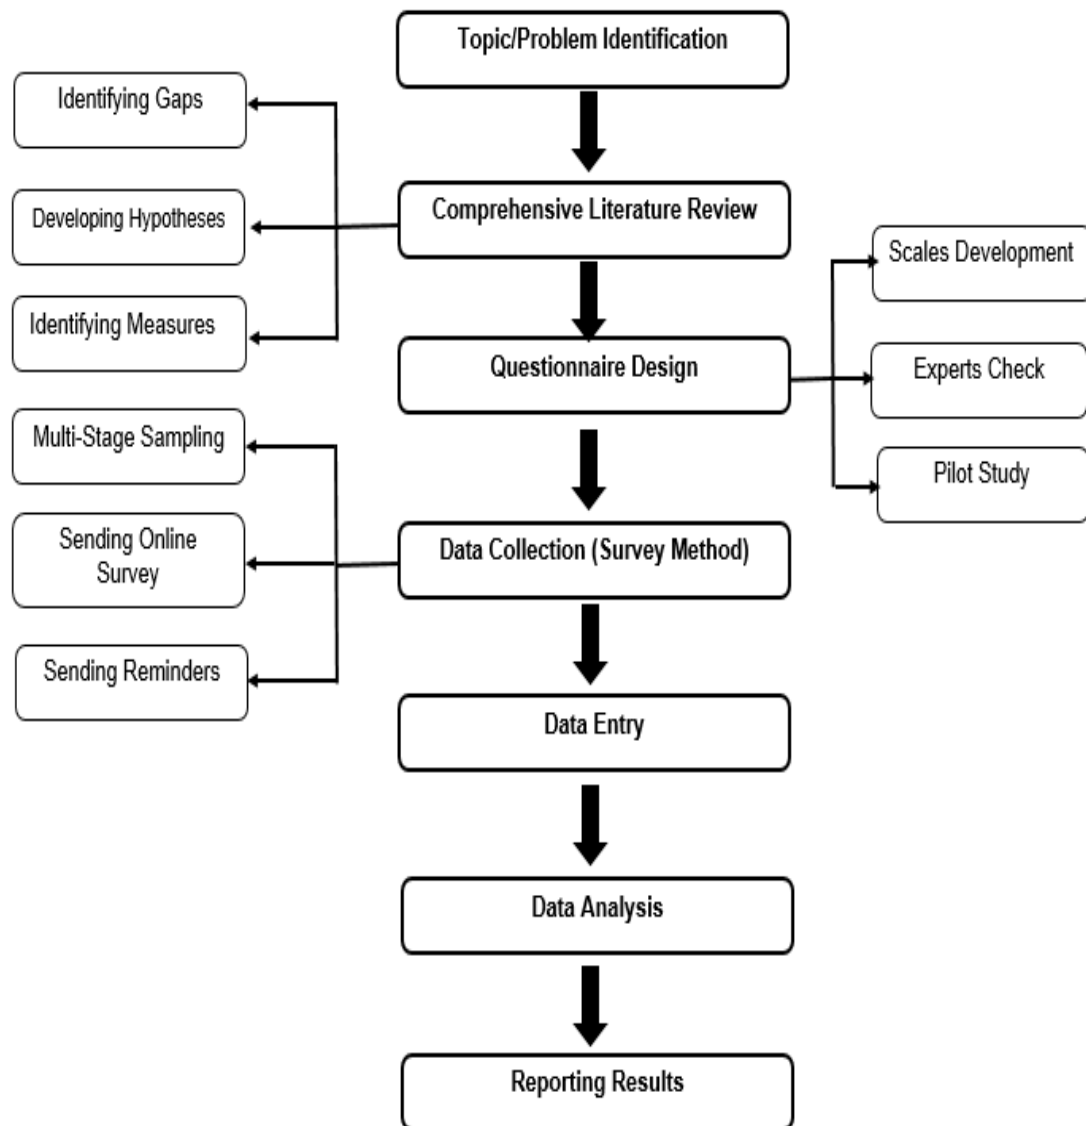 Topic/Problem Identification
Identifying Gaps
Comprehensive Literature Review
Developing Hypotheses
Identifying Measures
Scales Development
Questionnaire Design
Experts Check
Pilot Study
Multi-Stage Sampling
Data Collection (Survey Method)
Sending Online
Survey
Sending Reminders
Data Entry
Data Analysis
Reporting Results